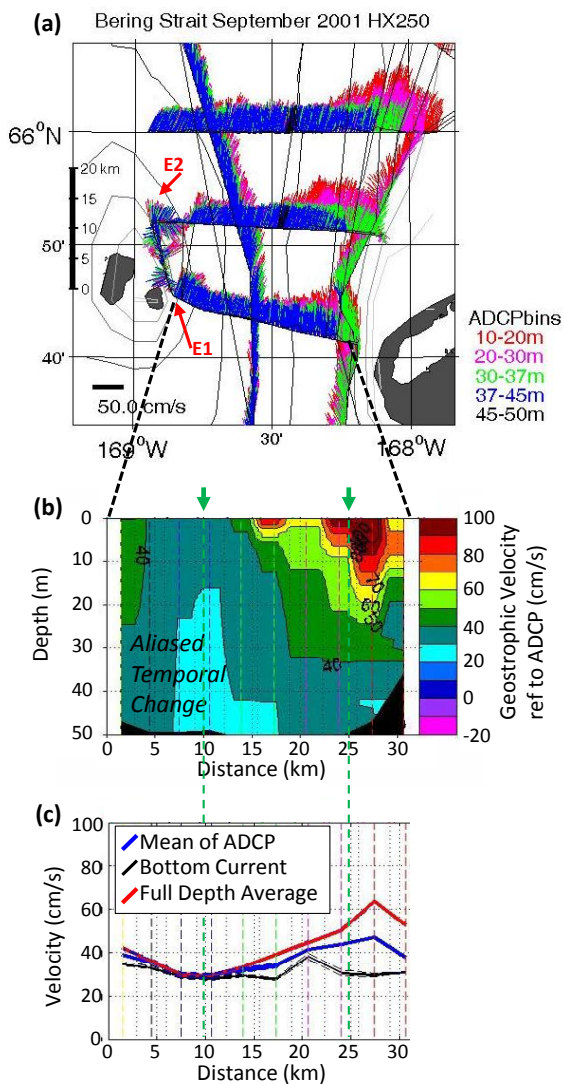 Bering Strait September 2001 HX250
(a)
66°N
20 km
15
10
5
0
E2
50'
40'
E1
50.0 cm/s
169°W
30'
168°W
ADCPbins
10-20m
20-30m
30-37m
37-45m
45-50m
(b)
0
10
20
30
40
50
Depth (m)
40
40
Aliased
Temporal
Change
0 5 10 15 20 25 30
Distance (km)
100
80
60
40
20
0
-20
Geostrophic Velocity
ref to ADCP (cm/s)
(c)
100
80
60
40
20
0
Velocity (cm/s)
Mean of ADCP
Bottom Current
Full Depth Average
0 5 10 15 20 25 30
Distance (km)